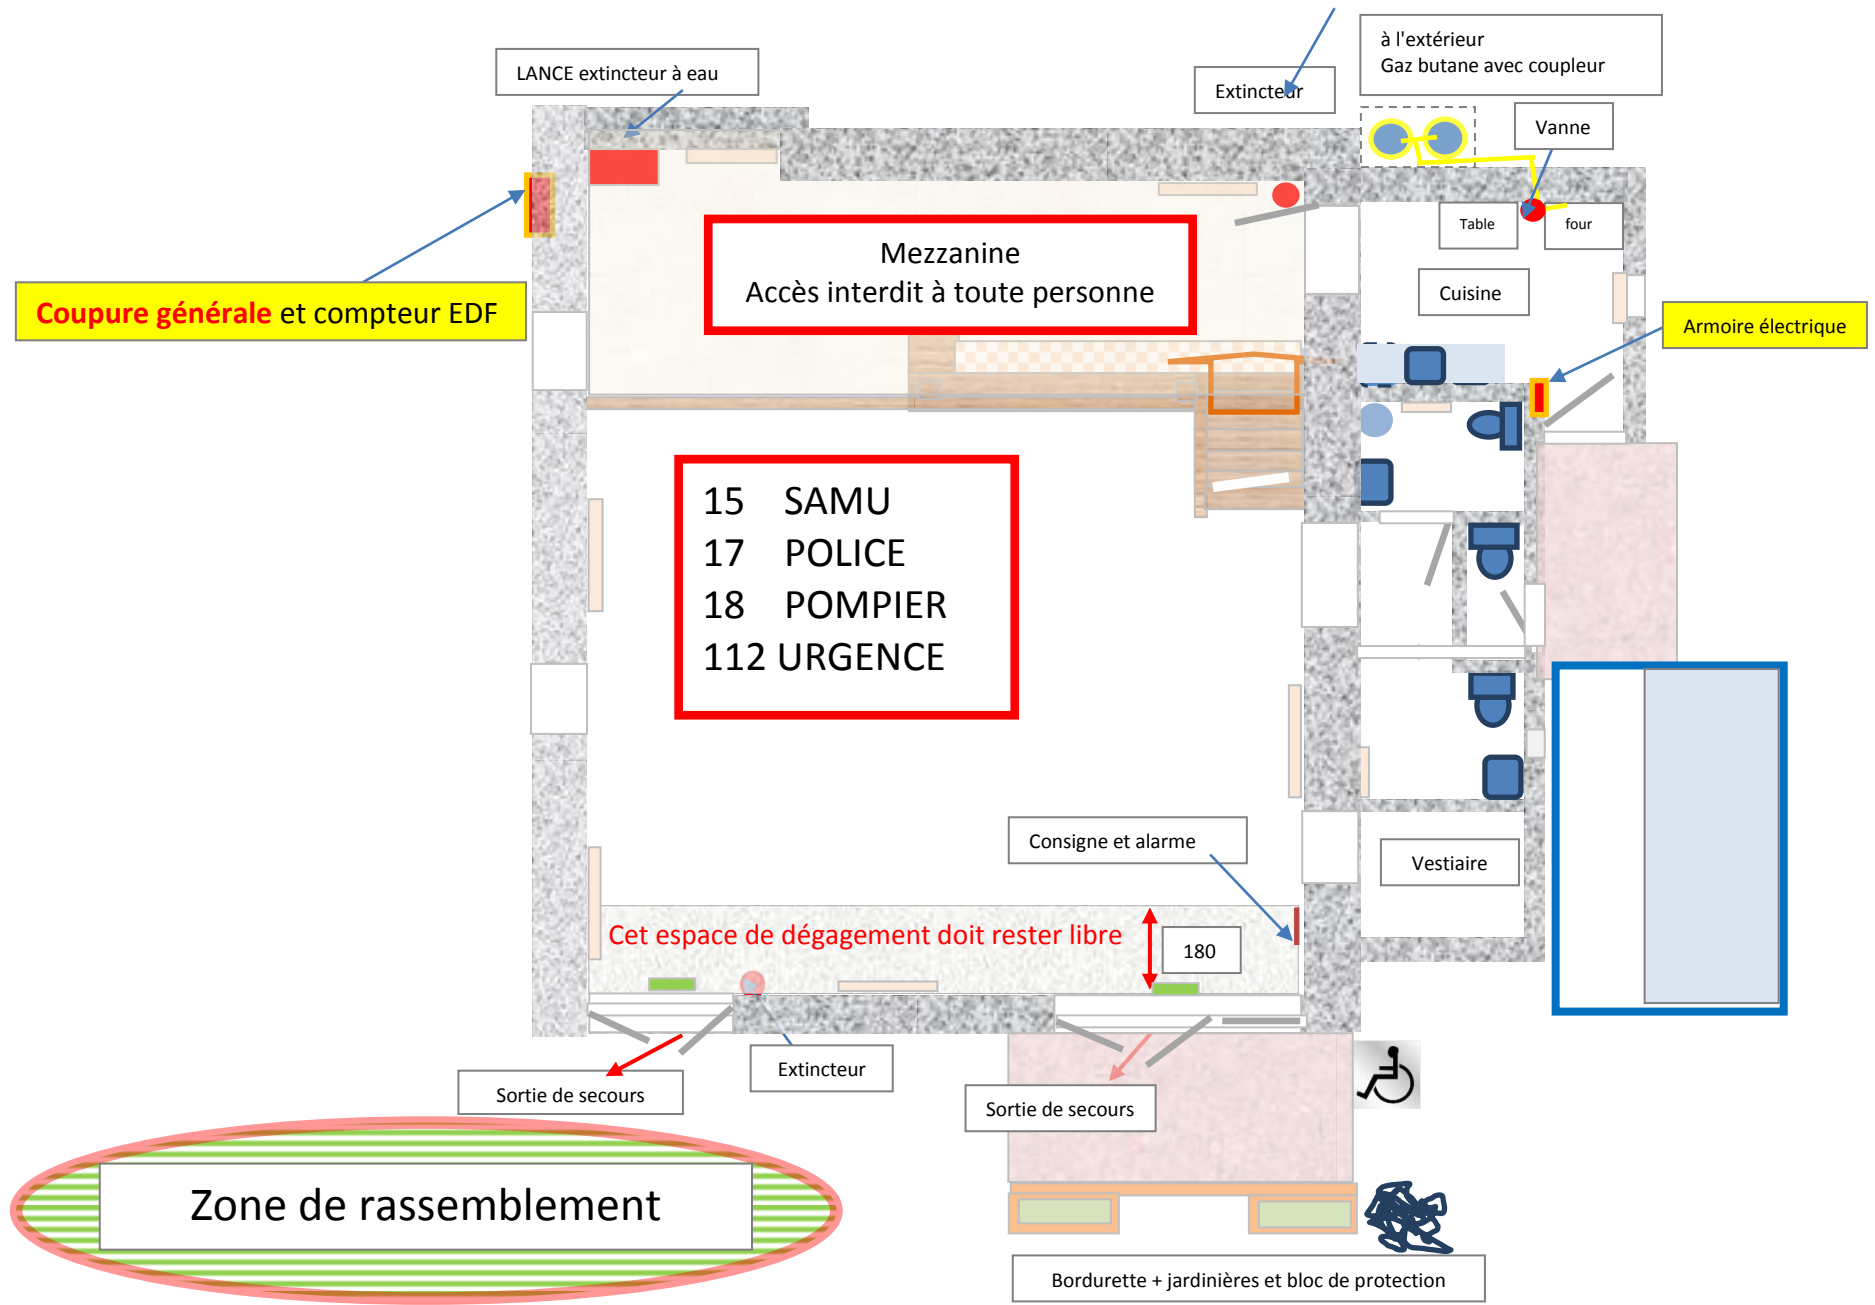 à l'extérieur
Gaz butane avec coupleur
LANCE extincteur à eau
Extincteur
Vanne
Table
four
Mezzanine
Accès interdit à toute personne
Cuisine
Coupure générale et compteur EDF
Armoire électrique
15 SAMU
17 POLICE
18 POMPIER
112 URGENCE
Consigne et alarme
Vestiaire
Cet espace de dégagement doit rester libre
180
Extincteur
Sortie de secours
Sortie de secours
Zone de rassemblement
Bordurette + jardinières et bloc de protection